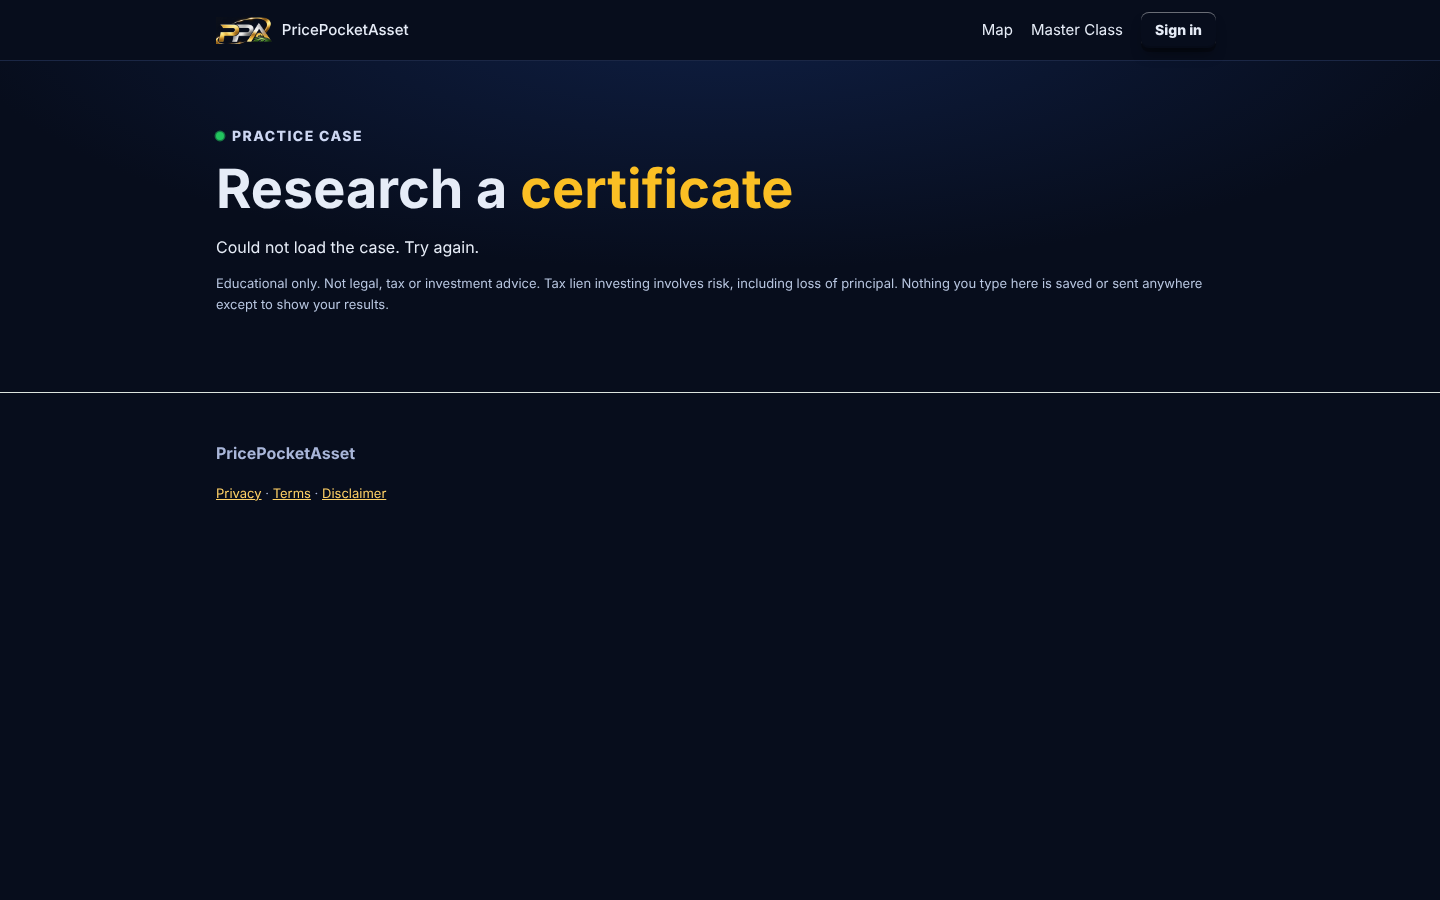 PPA PricePocketAsset
Map Master Class Sign in
PRACTICE CASE
Research a certificate
Could not load the case. Try again.
Educational only. Not legal, tax or investment advice. Tax lien investing involves risk, including loss of principal. Nothing you type here is saved or sent anywhere
except to show your results.
PricePocketAsset
Privacy · Terms · Disclaimer